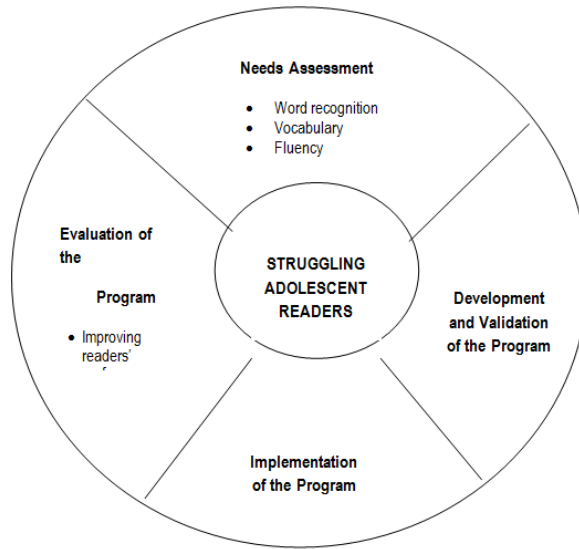 Needs Assessment
• Word recognition
• Vocabulary
• Fluency
Evaluation of
the
Program
• Improving
readers'
STRUGGLING
ADOLESCENT
READERS
Development
and Validation
of the Program
Implementation
of the Program